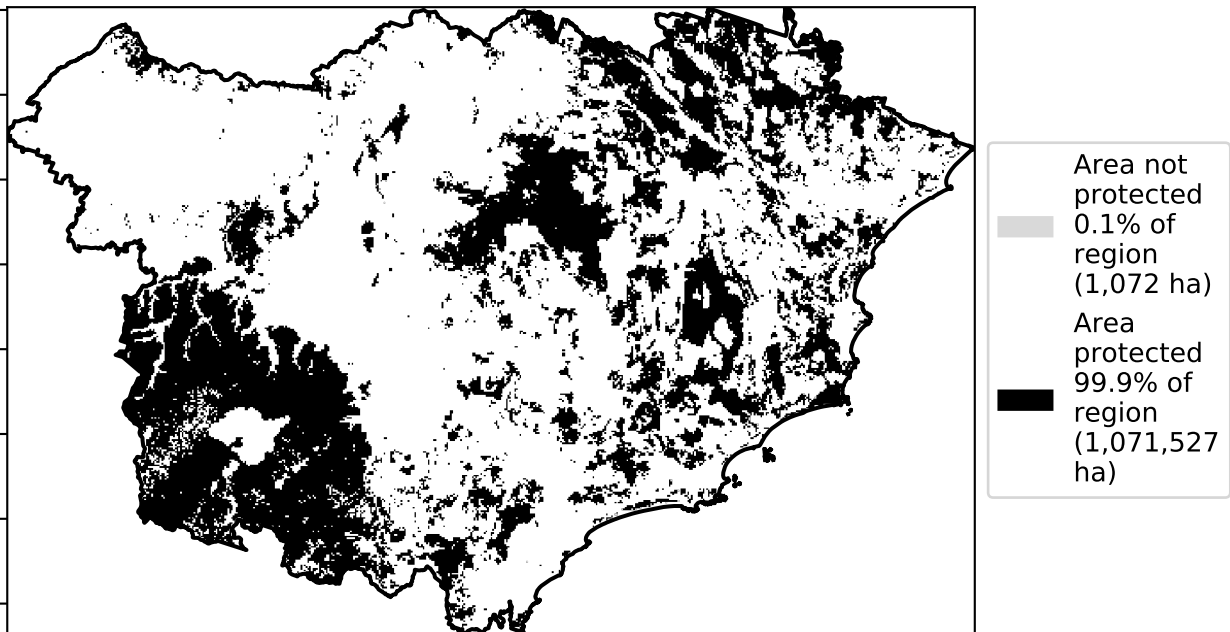 Area not
protected
0.1% of
region
(1,072 ha)
Area
protected
99.9% of
region
(1,071,527
ha)